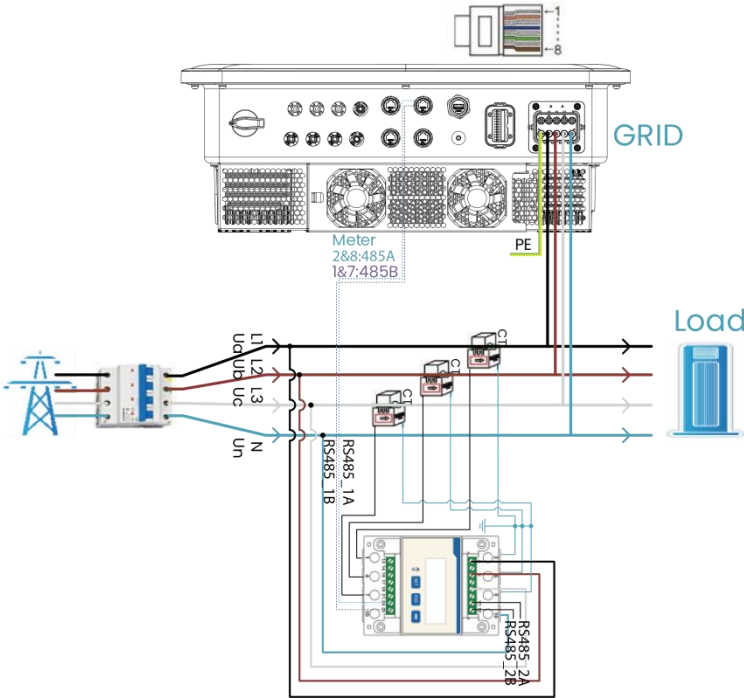 1
8
GRID
PE
Meter
2&8:485A
1&7:485B
Load
L1
Ua
L2
Ub
L3
Uc
N
Un
CT
CT
CT
RS485_1A
RS485_1B
RS485_2A
RS485_2B